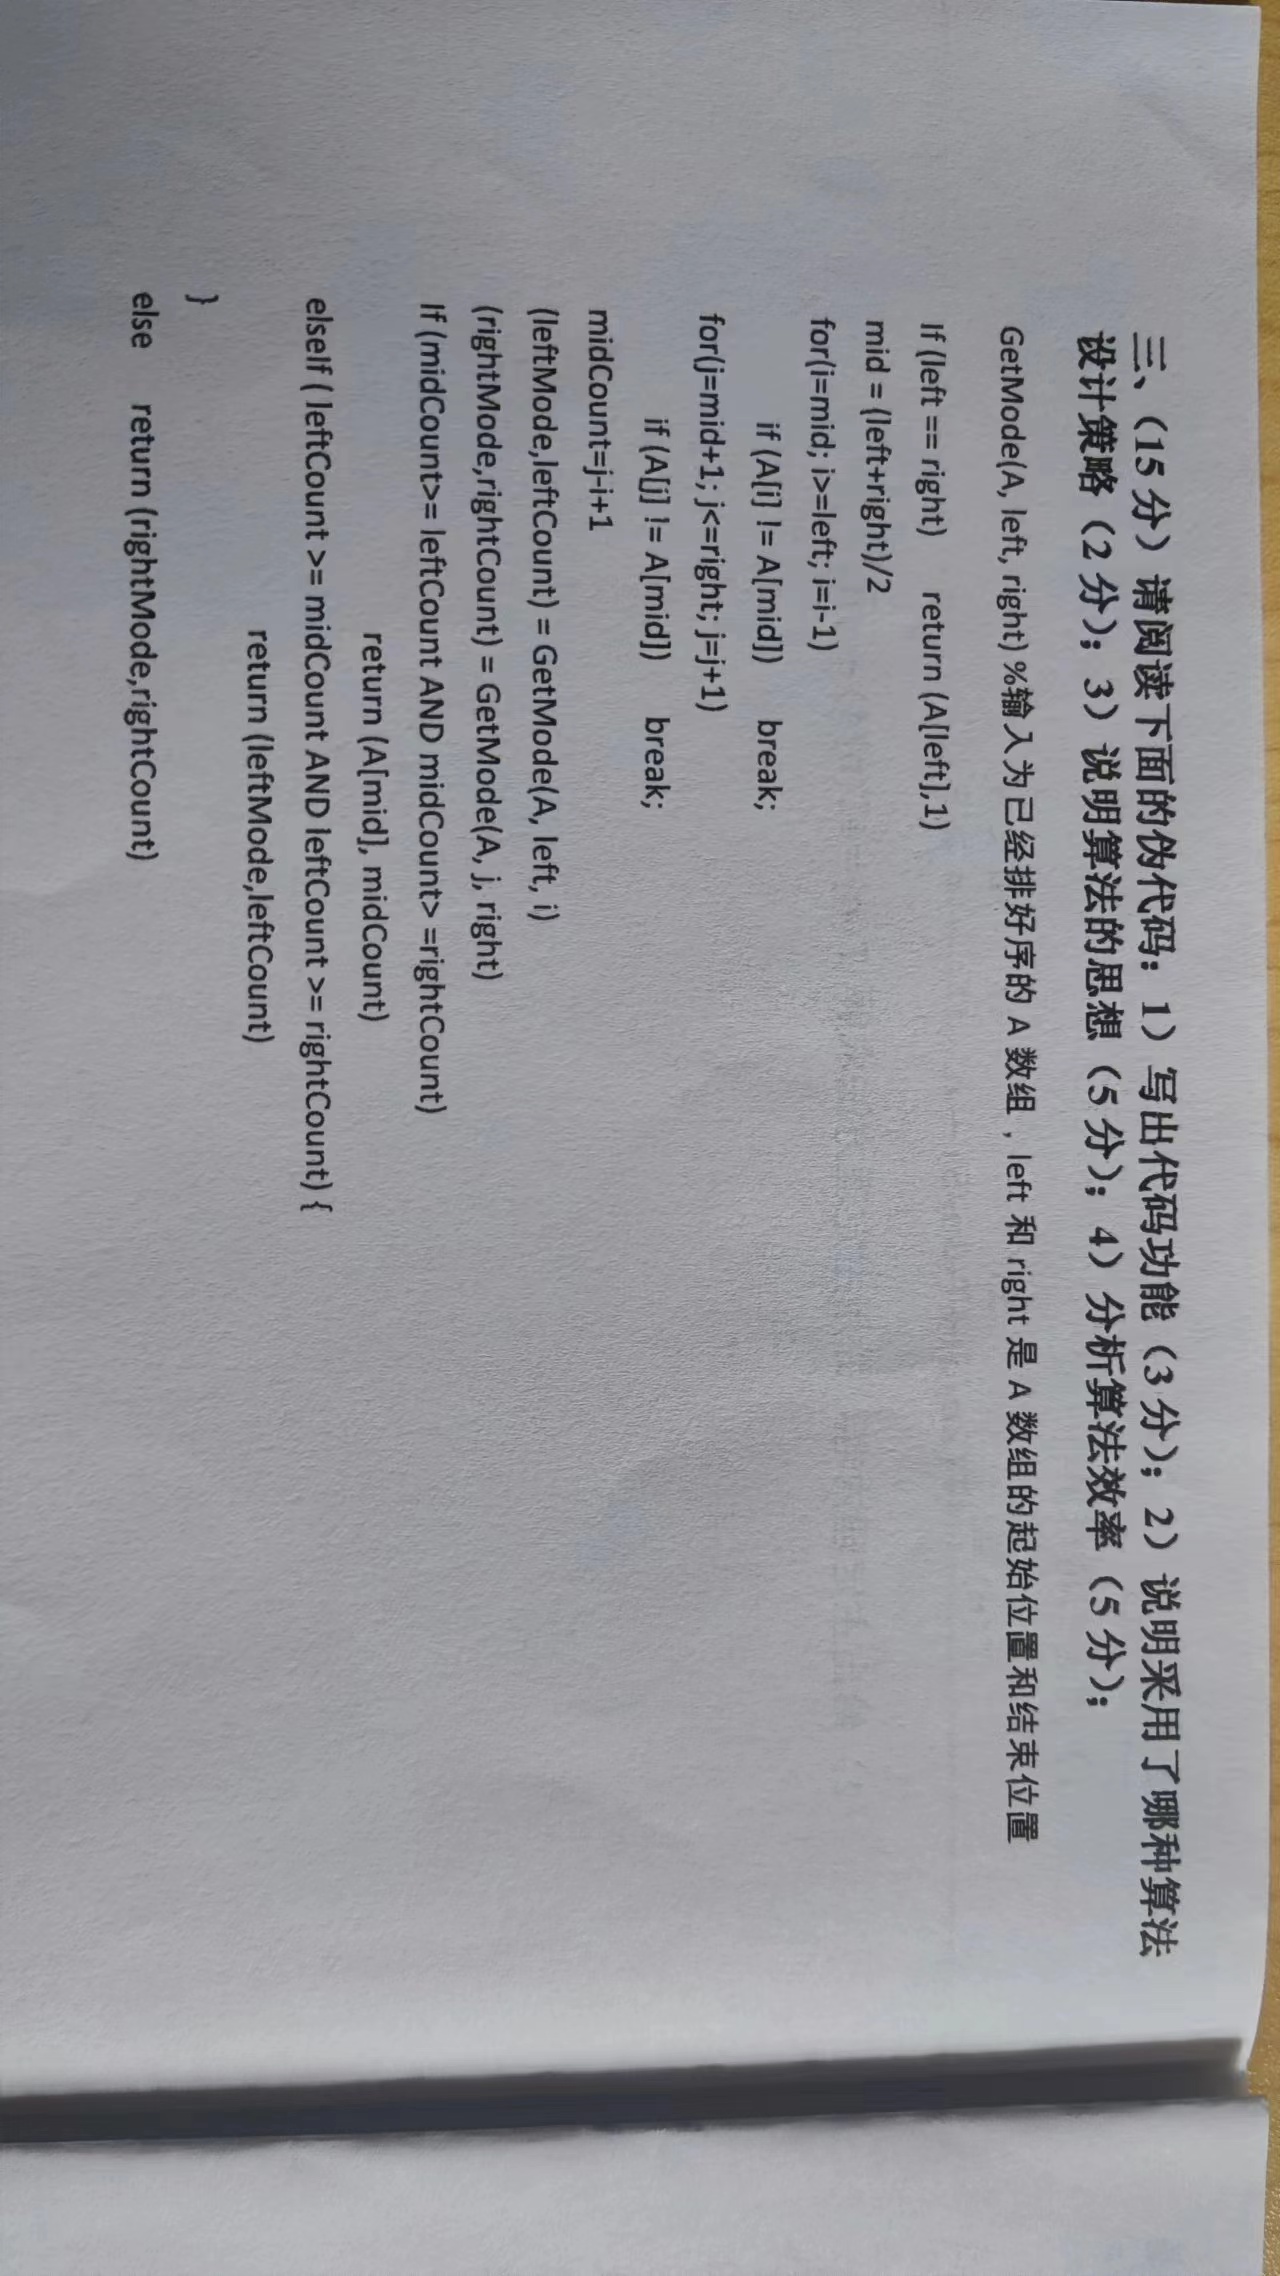 三、（15 分）请阅读下面的伪代码：1）写出代码功能（3 分）；2）说明采用了哪种算法
设计策略（2 分）；3）说明算法的思想（5 分）；4）分析算法效率（5 分）；
GetMode(A, left, right) %输入为已经排好序的 A 数组，left 和 right 是 A 数组的起始位置和结束位置
If (left == right) return (A[left],1)
mid = (left+right)/2
for(i=mid; i>=left; i=i-1)
if (A[i] != A[mid]) break;
for(j=mid+1; j<=right; j=j+1)
if (A[j] != A[mid]) break;
midCount=j-i+1
(leftMode,leftCount) = GetMode(A, left, i)
(rightMode,rightCount) = GetMode(A, j, right)
If (midCount>= leftCount AND midCount> =rightCount)
return (A[mid], midCount)
elseIf ( leftCount >= midCount AND leftCount >= rightCount) {
return (leftMode,leftCount)
}
else return (rightMode,rightCount)